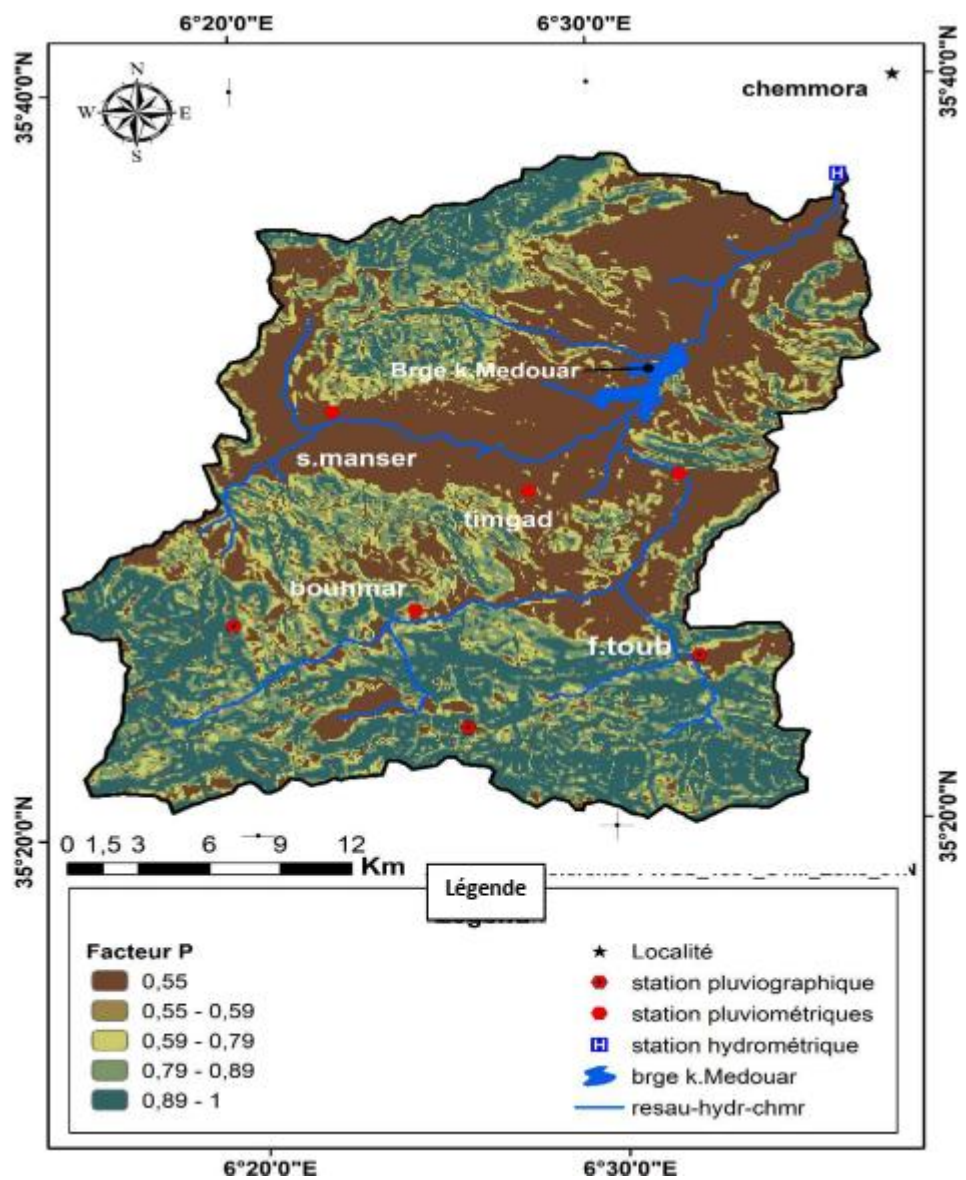 6°20'0"E 6°30'0"E
35°40'0"N
35°40'0"N
N
W E
S
chemmora
H
Brge k.Medouar
s.manser
timgad
bouhmar
f.toub
35°20'0"N
35°20'0"N
0 1,5 3 6 9 12
Km
Légende
Facteur P
0,55
0,55 - 0,59
0,59 - 0,79
0,79 - 0,89
0,89 - 1
Localité
station pluviographique
station pluviométriques
H station hydrométrique
brge k.Medouar
resau-hydr-chmr
6°20'0"E 6°30'0"E